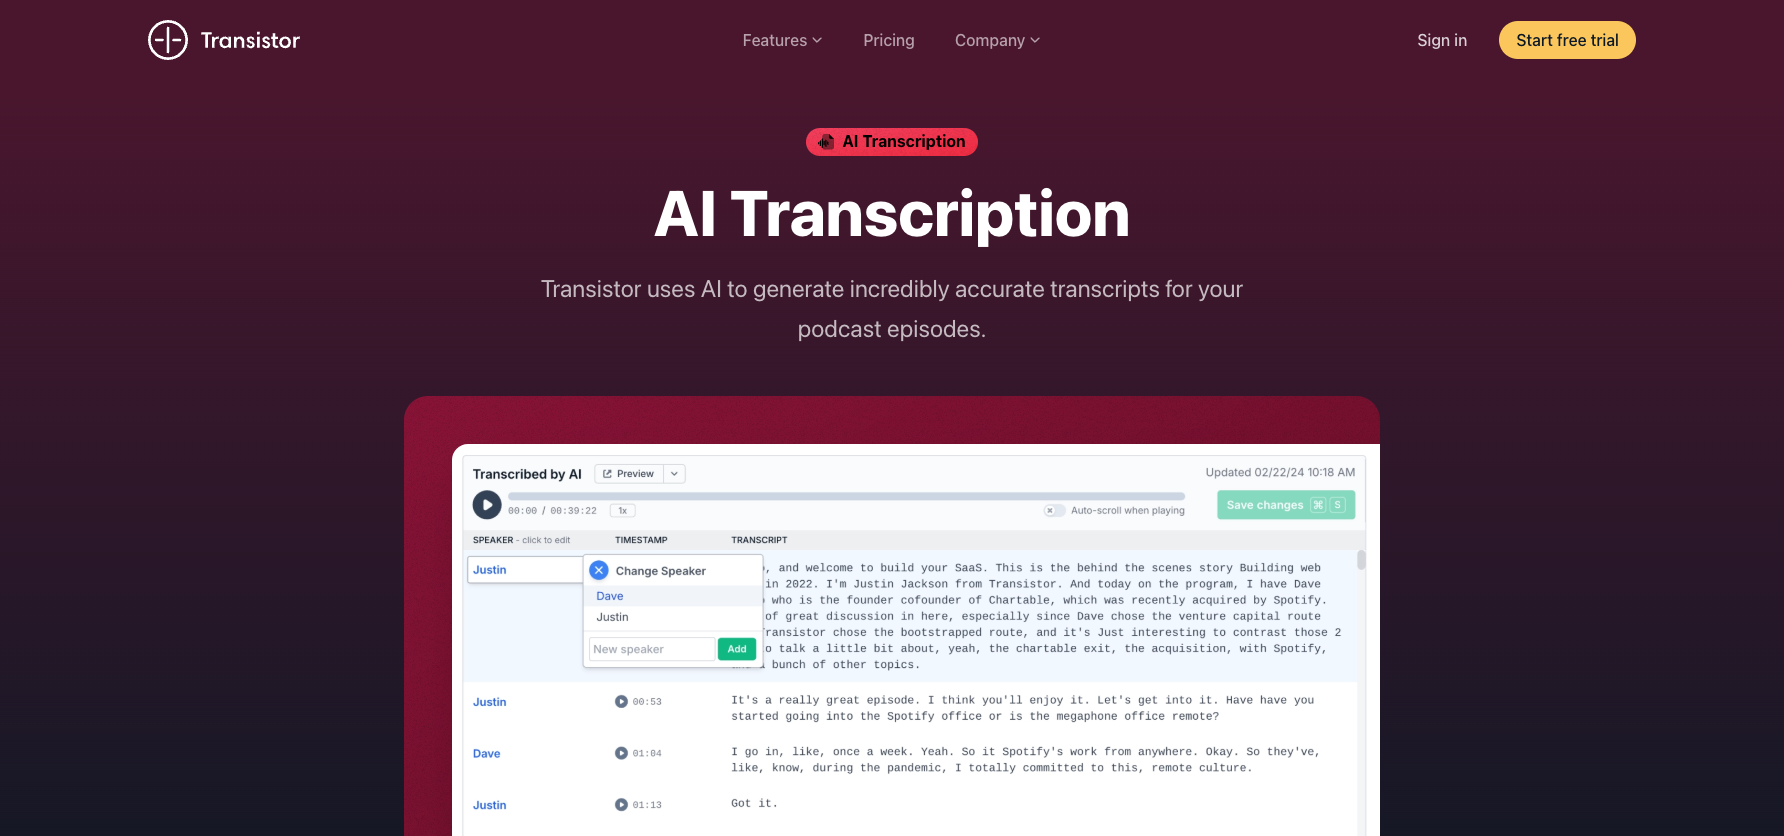 Transistor
Features
Pricing
Company
Sign in
Start free trial
AI Transcription
AI Transcription
Transistor uses AI to generate incredibly accurate transcripts for your
podcast episodes.
Transcribed by AI
Preview
Updated 02/22/24 10:18 AM
00:00 / 00:39:22
1x
Auto-scroll when playing
Save changes ⌘ S
SPEAKER - click to edit
TIMESTAMP
TRANSCRIPT
Justin
Change Speaker
Dave
Justin
New speaker
Add
, and welcome to build your SaaS. This is the behind the scenes story Building web
in 2022. I'm Justin Jackson from Transistor. And today on the program, I have Dave
who is the founder cofounder of Chartable, which was recently acquired by Spotify.
of great discussion in here, especially since Dave chose the venture capital route
Transistor chose the bootstrapped route, and it's Just interesting to contrast those 2
to talk a little bit about, yeah, the chartable exit, the acquisition, with Spotify,
a bunch of other topics.
Justin
00:53
It's a really great episode. I think you'll enjoy it. Let's get into it. Have have you
started going into the Spotify office or is the megaphone office remote?
Dave
01:04
I go in, like, once a week. Yeah. So it Spotify's work from anywhere. Okay. So they've,
like, know, during the pandemic, I totally committed to this, remote culture.
Justin
01:13
Got it.